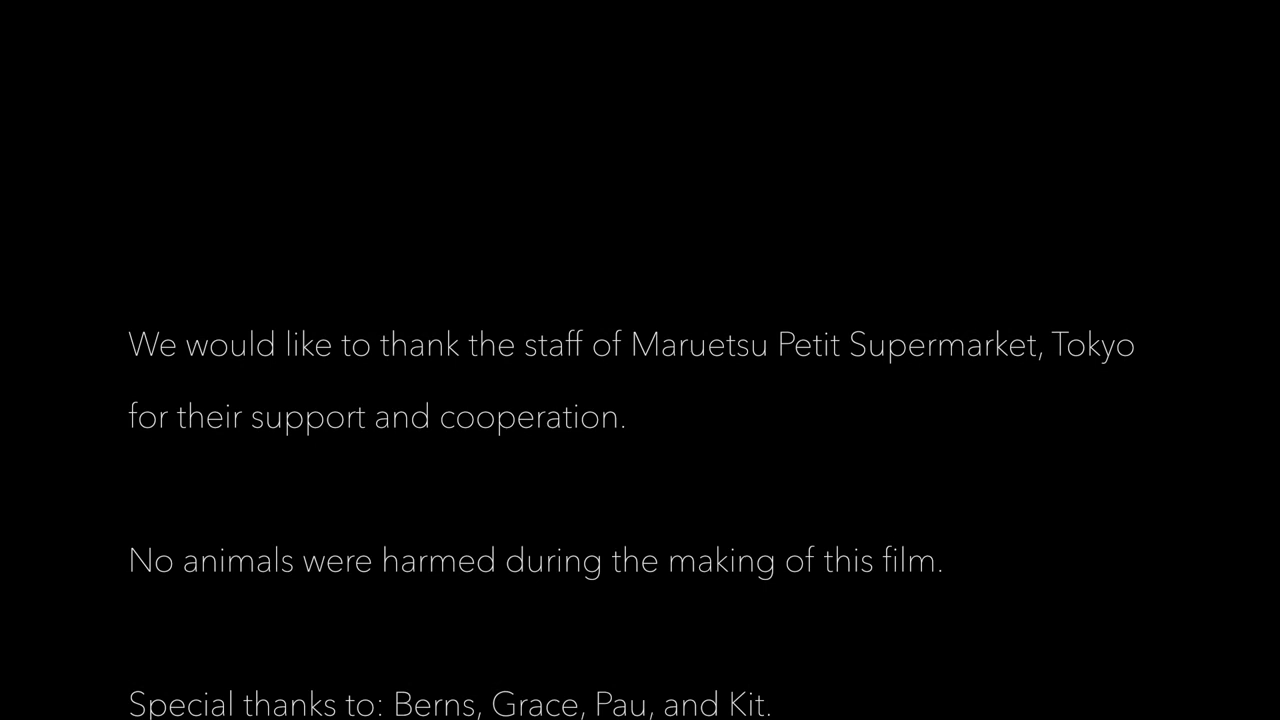 We would like to thank the staff of Maruetsu Petit Supermarket, Tokyo
for their support and cooperation.
No animals were harmed during the making of this film.
Special thanks to: Berns, Grace, Pau, and Kit.